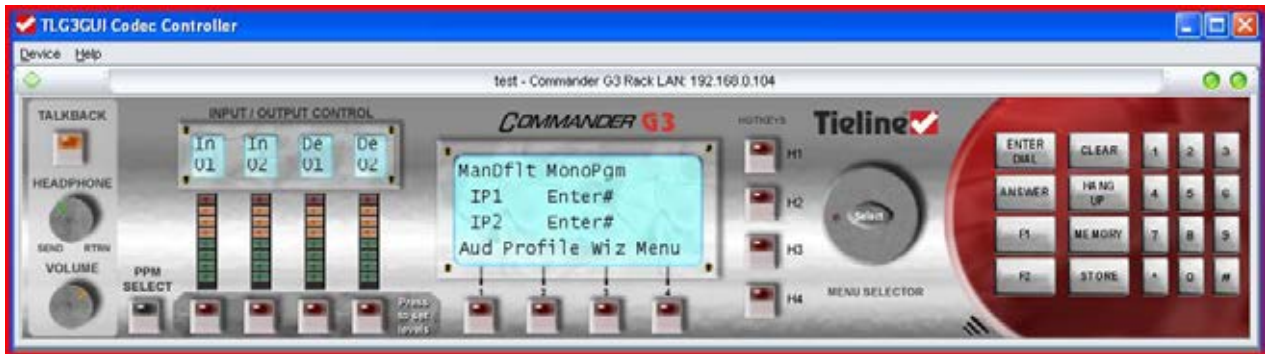 TLG3GUI Codec Controller
Device Help
test - Commander G3 Rack LAN: 192.168.0.104
TALKBACK
HEADPHONE
SEND RTRN
VOLUME
INPUT / OUTPUT CONTROL
In In De De
01 02 01 02
PPM
SELECT
Press
to set
levels
COMMANDER G3
ManDflt MonoPgm
IP1 Enter#
IP2 Enter#
Aud Profile Wiz Menu
1 2 3 4
HOTKEYS
H1
H2
H3
H4
Tieline
Select
MENU SELECTOR
ENTER DIAL CLEAR 1 2 3
ANSWER HANG UP 4 5 6
F1 MEMORY 7 8 9
F2 STORE * 0 #